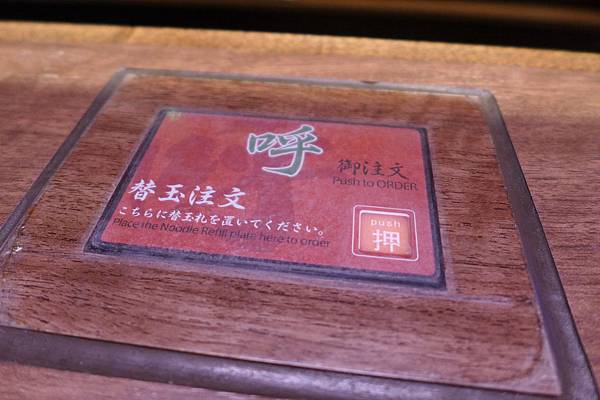 呼
御注文
Push to ORDER
替玉注文
こちらに替玉札を置いてください。
Place the Noodle Refill plate here to order
push
押